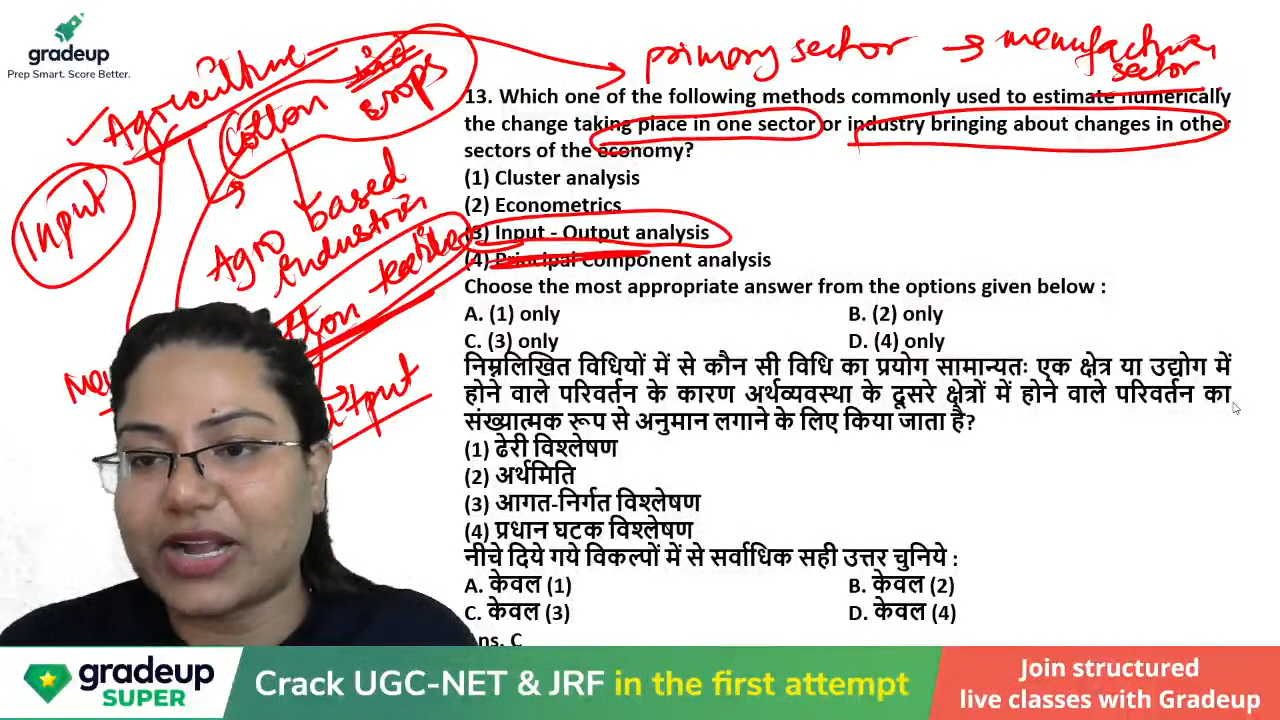 gradeup
Prep Smart. Score Better.
Agriculture
primary sector → manufacturing
sector
Cotton
crops
Input
Agro based
industries
textile
output
13. Which one of the following methods commonly used to estimate numerically
the change taking place in one sector or industry bringing about changes in other
sectors of the economy?
(1) Cluster analysis
(2) Econometrics
(3) Input - Output analysis
(4) Principal Component analysis
Choose the most appropriate answer from the options given below :
A. (1) only B. (2) only
C. (3) only D. (4) only
निम्नलिखित विधियों में से कौन सी विधि का प्रयोग सामान्यतः एक क्षेत्र या उद्योग में
होने वाले परिवर्तन के कारण अर्थव्यवस्था के दूसरे क्षेत्रों में होने वाले परिवर्तन का
संख्यात्मक रूप से अनुमान लगाने के लिए किया जाता है?
(1) ढेरी विश्लेषण
(2) अर्थमिति
(3) आगत-निर्गत विश्लेषण
(4) प्रधान घटक विश्लेषण
नीचे दिये गये विकल्पों में से सर्वाधिक सही उत्तर चुनिये :
A. केवल (1) B. केवल (2)
C. केवल (3) D. केवल (4)
Ans. C
gradeup
SUPER
Crack UGC-NET & JRF in the first attempt
Join structured
live classes with Gradeup